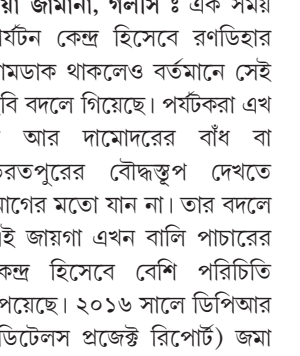 য়া জামানা, গলসি ঃ এক সময়
র্যটন কেন্দ্র হিসেবে রণডিহার
ামডাক থাকলেও বর্তমানে সেই
বি বদলে গিয়েছে। পর্যটকরা এখ
আর দামোদরের বাঁধ বা
রতপুরের বৌদ্ধস্তূপ দেখতে
াগের মতো যান না। তার বদলে
ই জায়গা এখন বালি পাচারের
কন্দ্র হিসেবে বেশি পরিচিতি
পয়েছে। ২০১৬ সালে ডিপিআর
ডিটেলস প্রজেক্ট রিপোর্ট) জমা